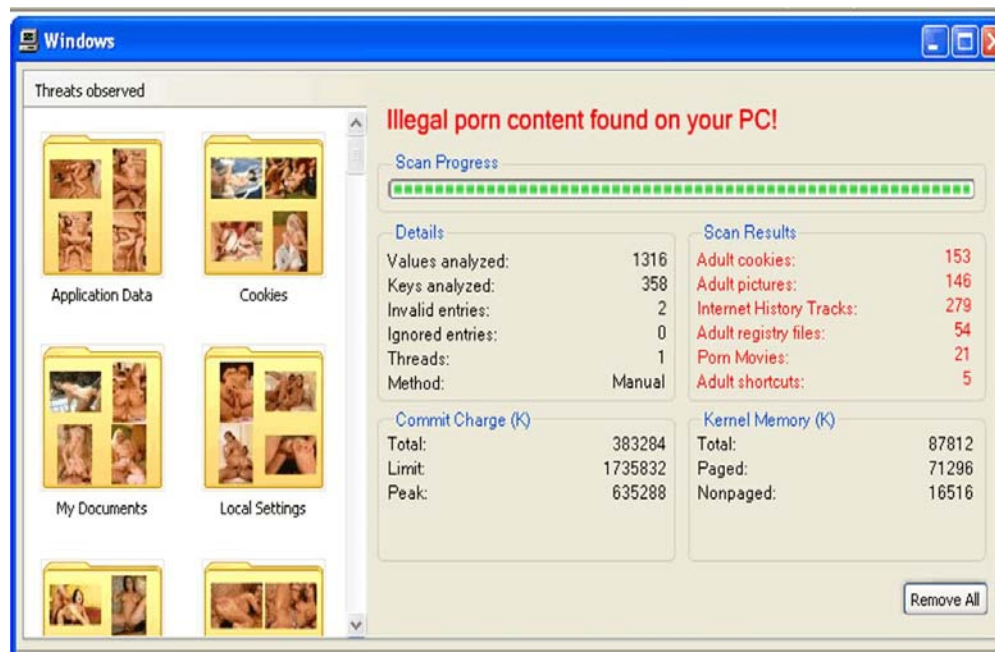 Windows
Threats observed
Application Data
Cookies
My Documents
Local Settings
Illegal porn content found on your PC!
Scan Progress
Details
Values analyzed: 1316
Keys analyzed: 358
Invalid entries: 2
Ignored entries: 0
Threads: 1
Method: Manual
Scan Results
Adult cookies: 153
Adult pictures: 146
Internet History Tracks: 279
Adult registry files: 54
Porn Movies: 21
Adult shortcuts: 5
Commit Charge (K)
Total: 383284
Limit: 1735832
Peak: 635288
Kernel Memory (K)
Total: 87812
Paged: 71296
Nonpaged: 16516
Remove All